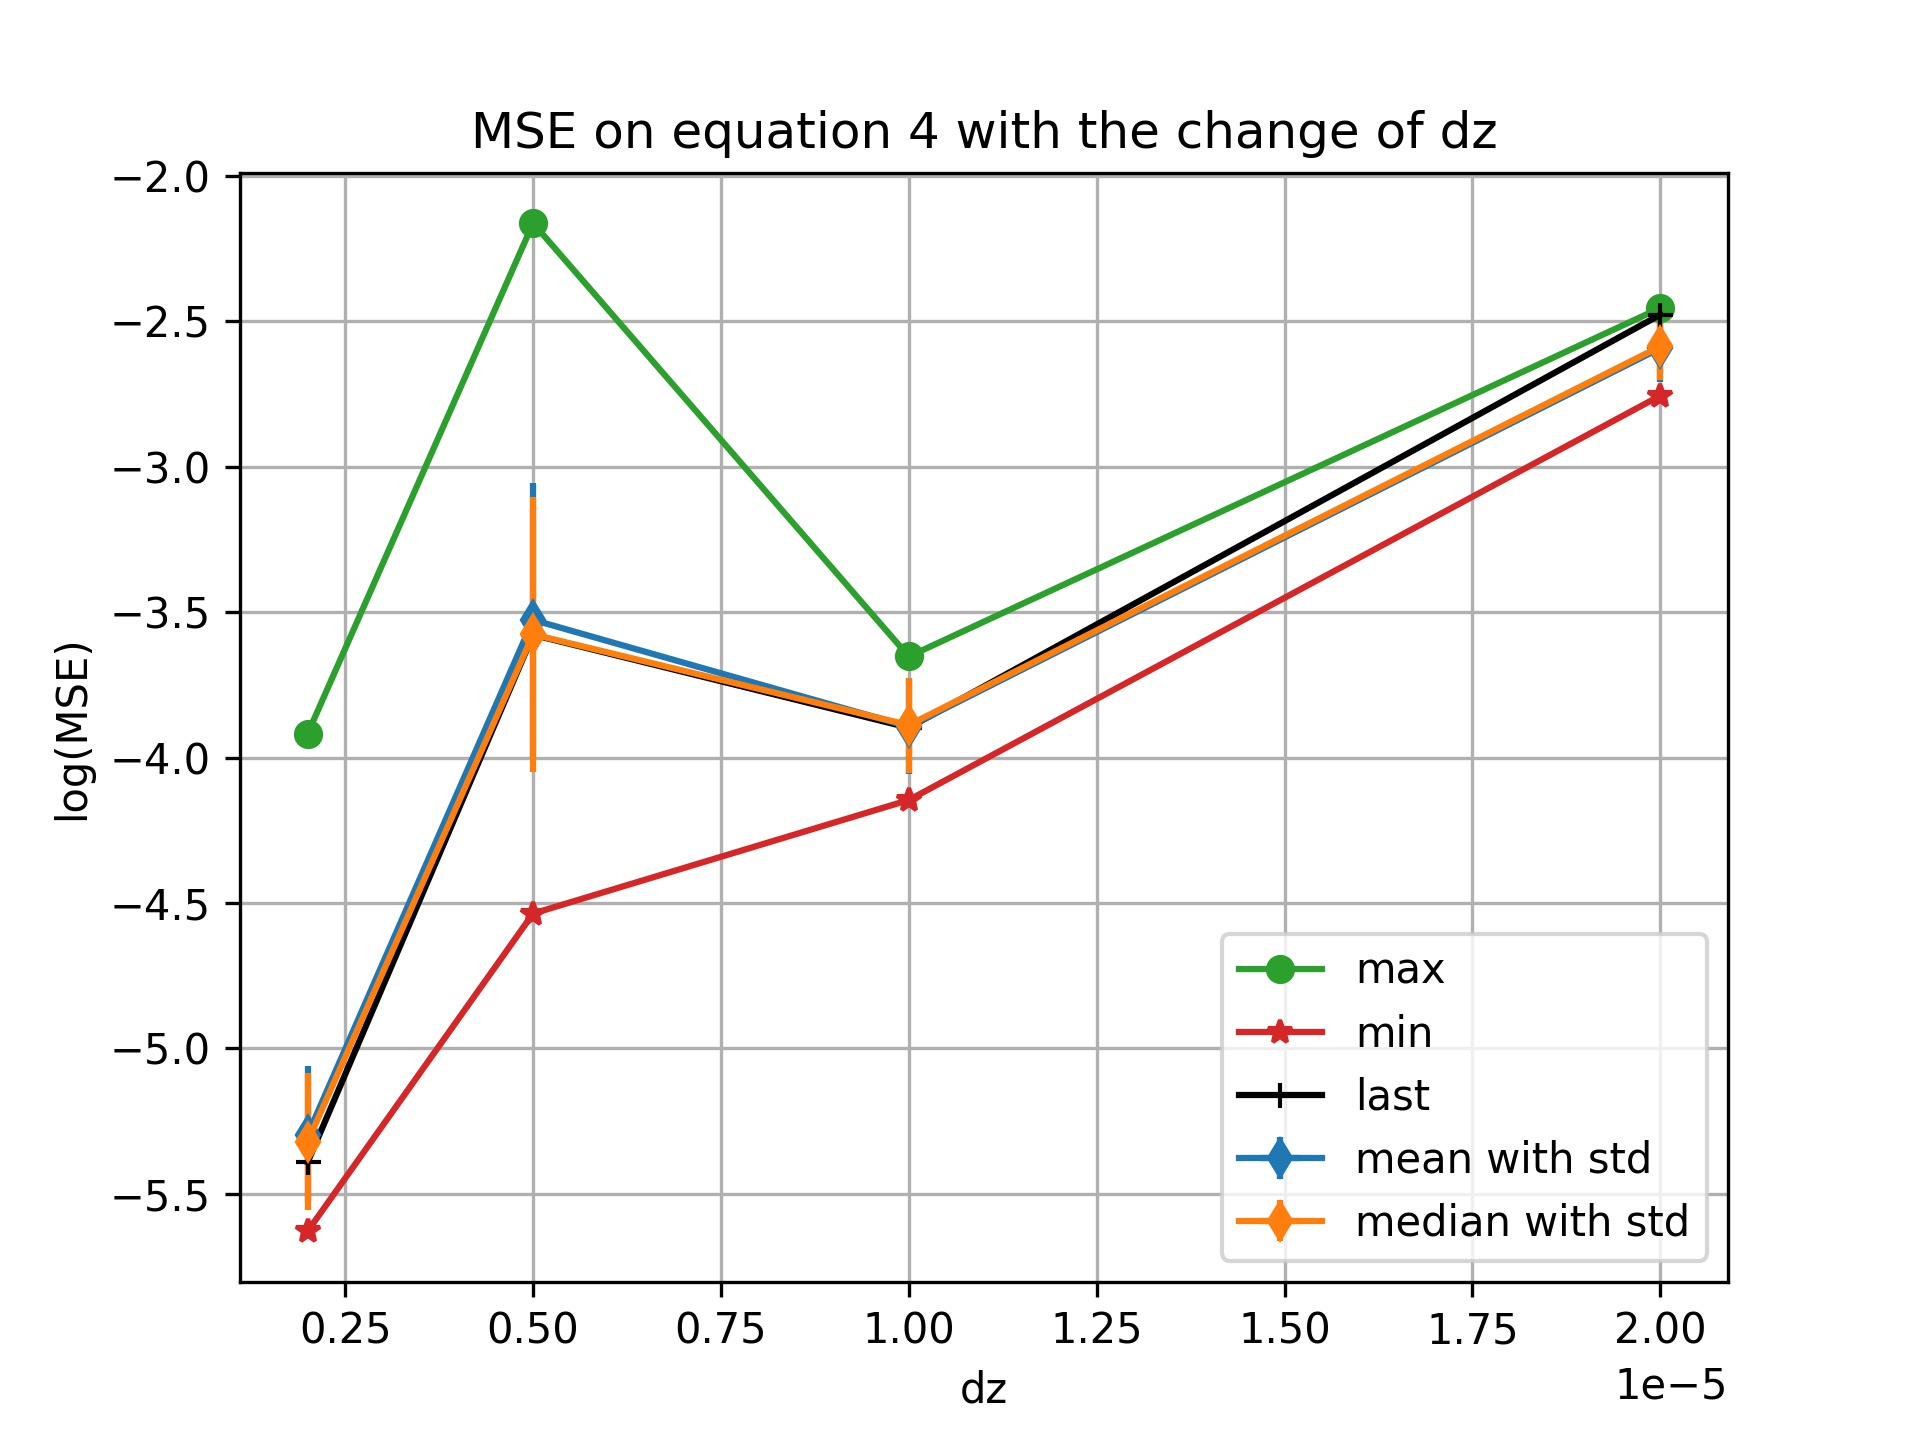 MSE on equation 4 with the change of dz
−2.0
−2.5
−3.0
−3.5
−4.0
−4.5
−5.0
−5.5
log(MSE)
max
min
last
mean with std
median with std
0.25 0.50 0.75 1.00 1.25 1.50 1.75 2.00
1e−5
dz